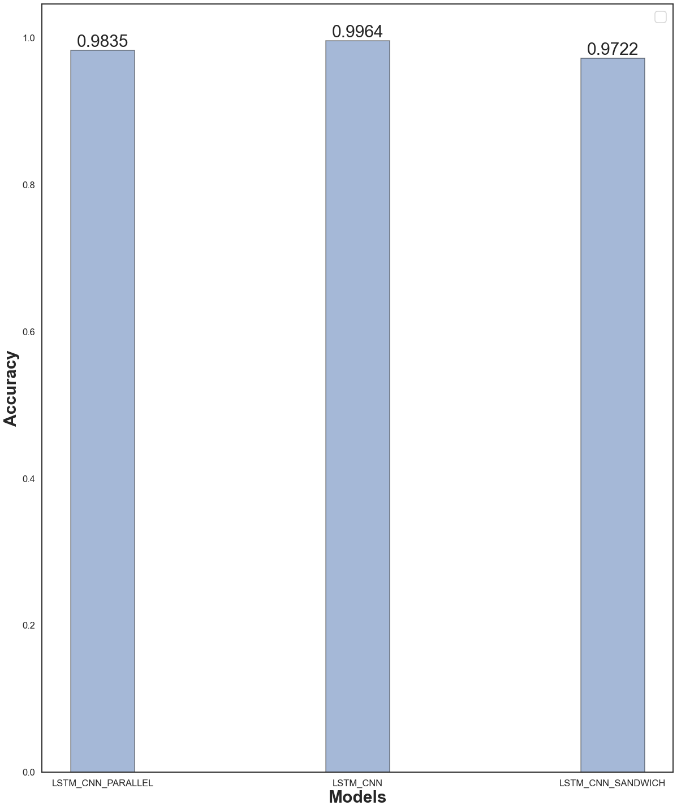 0.9835
0.9964
0.9722
1.0
0.8
0.6
0.4
0.2
0.0
Accuracy
LSTM_CNN_PARALLEL
LSTM_CNN
LSTM_CNN_SANDWICH
Models